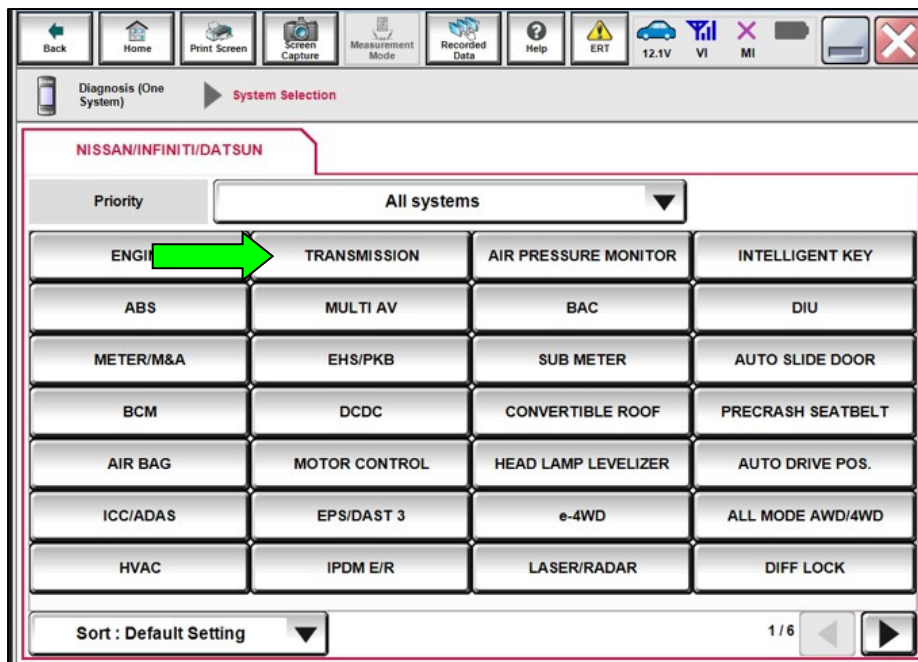 Back
Home
Print Screen
Screen Capture
Measurement Mode
Recorded Data
Help
ERT
12.1V
VI
MI
Diagnosis (One System)
System Selection
NISSAN/INFINITI/DATSUN
Priority
All systems
TRANSMISSION
AIR PRESSURE MONITOR
INTELLIGENT KEY
ABS
MULTI AV
BAC
DIU
METER/M&A
EHS/PKB
SUB METER
AUTO SLIDE DOOR
BCM
DCDC
CONVERTIBLE ROOF
PRECRASH SEATBELT
AIR BAG
MOTOR CONTROL
HEAD LAMP LEVELIZER
AUTO DRIVE POS.
ICC/ADAS
EPS/DAST 3
e-4WD
ALL MODE AWD/4WD
HVAC
IPDM E/R
LASER/RADAR
DIFF LOCK
Sort : Default Setting
1/6